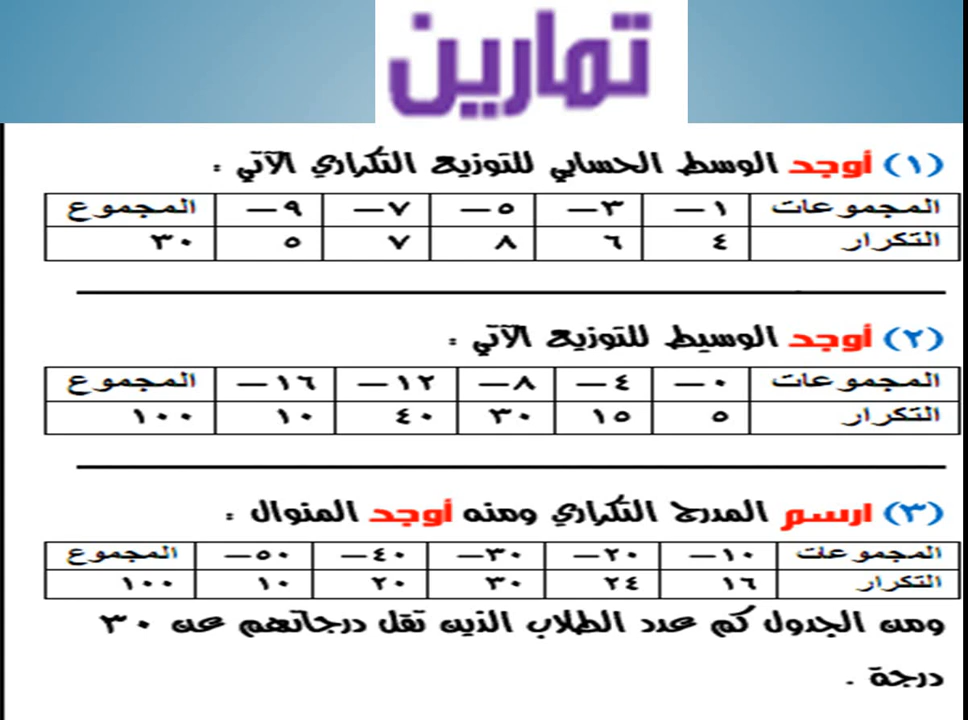 تمارين
(١) أوجد الوسط الحسابي للتوزيع التكراري الآتي :
المجموعات ١ – ٣ – ٥ – ٧ – ٩ – المجموع
التكرار ٤ ٦ ٨ ٧ ٥ ٣٠
(٢) أوجد الوسيط للتوزيع الآتي :
المجموعات ٠ – ٤ – ٨ – ١٢ – ١٦ – المجموع
التكرار ٥ ١٥ ٣٠ ٤٠ ١٠ ١٠٠
(٣) ارسم المدرج التكراري ومنه أوجد المنوال :
المجموعات ١٠ – ٢٠ – ٣٠ – ٤٠ – ٥٠ – المجموع
التكرار ١٦ ٢٤ ٣٠ ٢٠ ١٠ ١٠٠
ومن الجدول كم عدد الطلاب الذين تقل درجاتهم عن ٣٠
درجة .